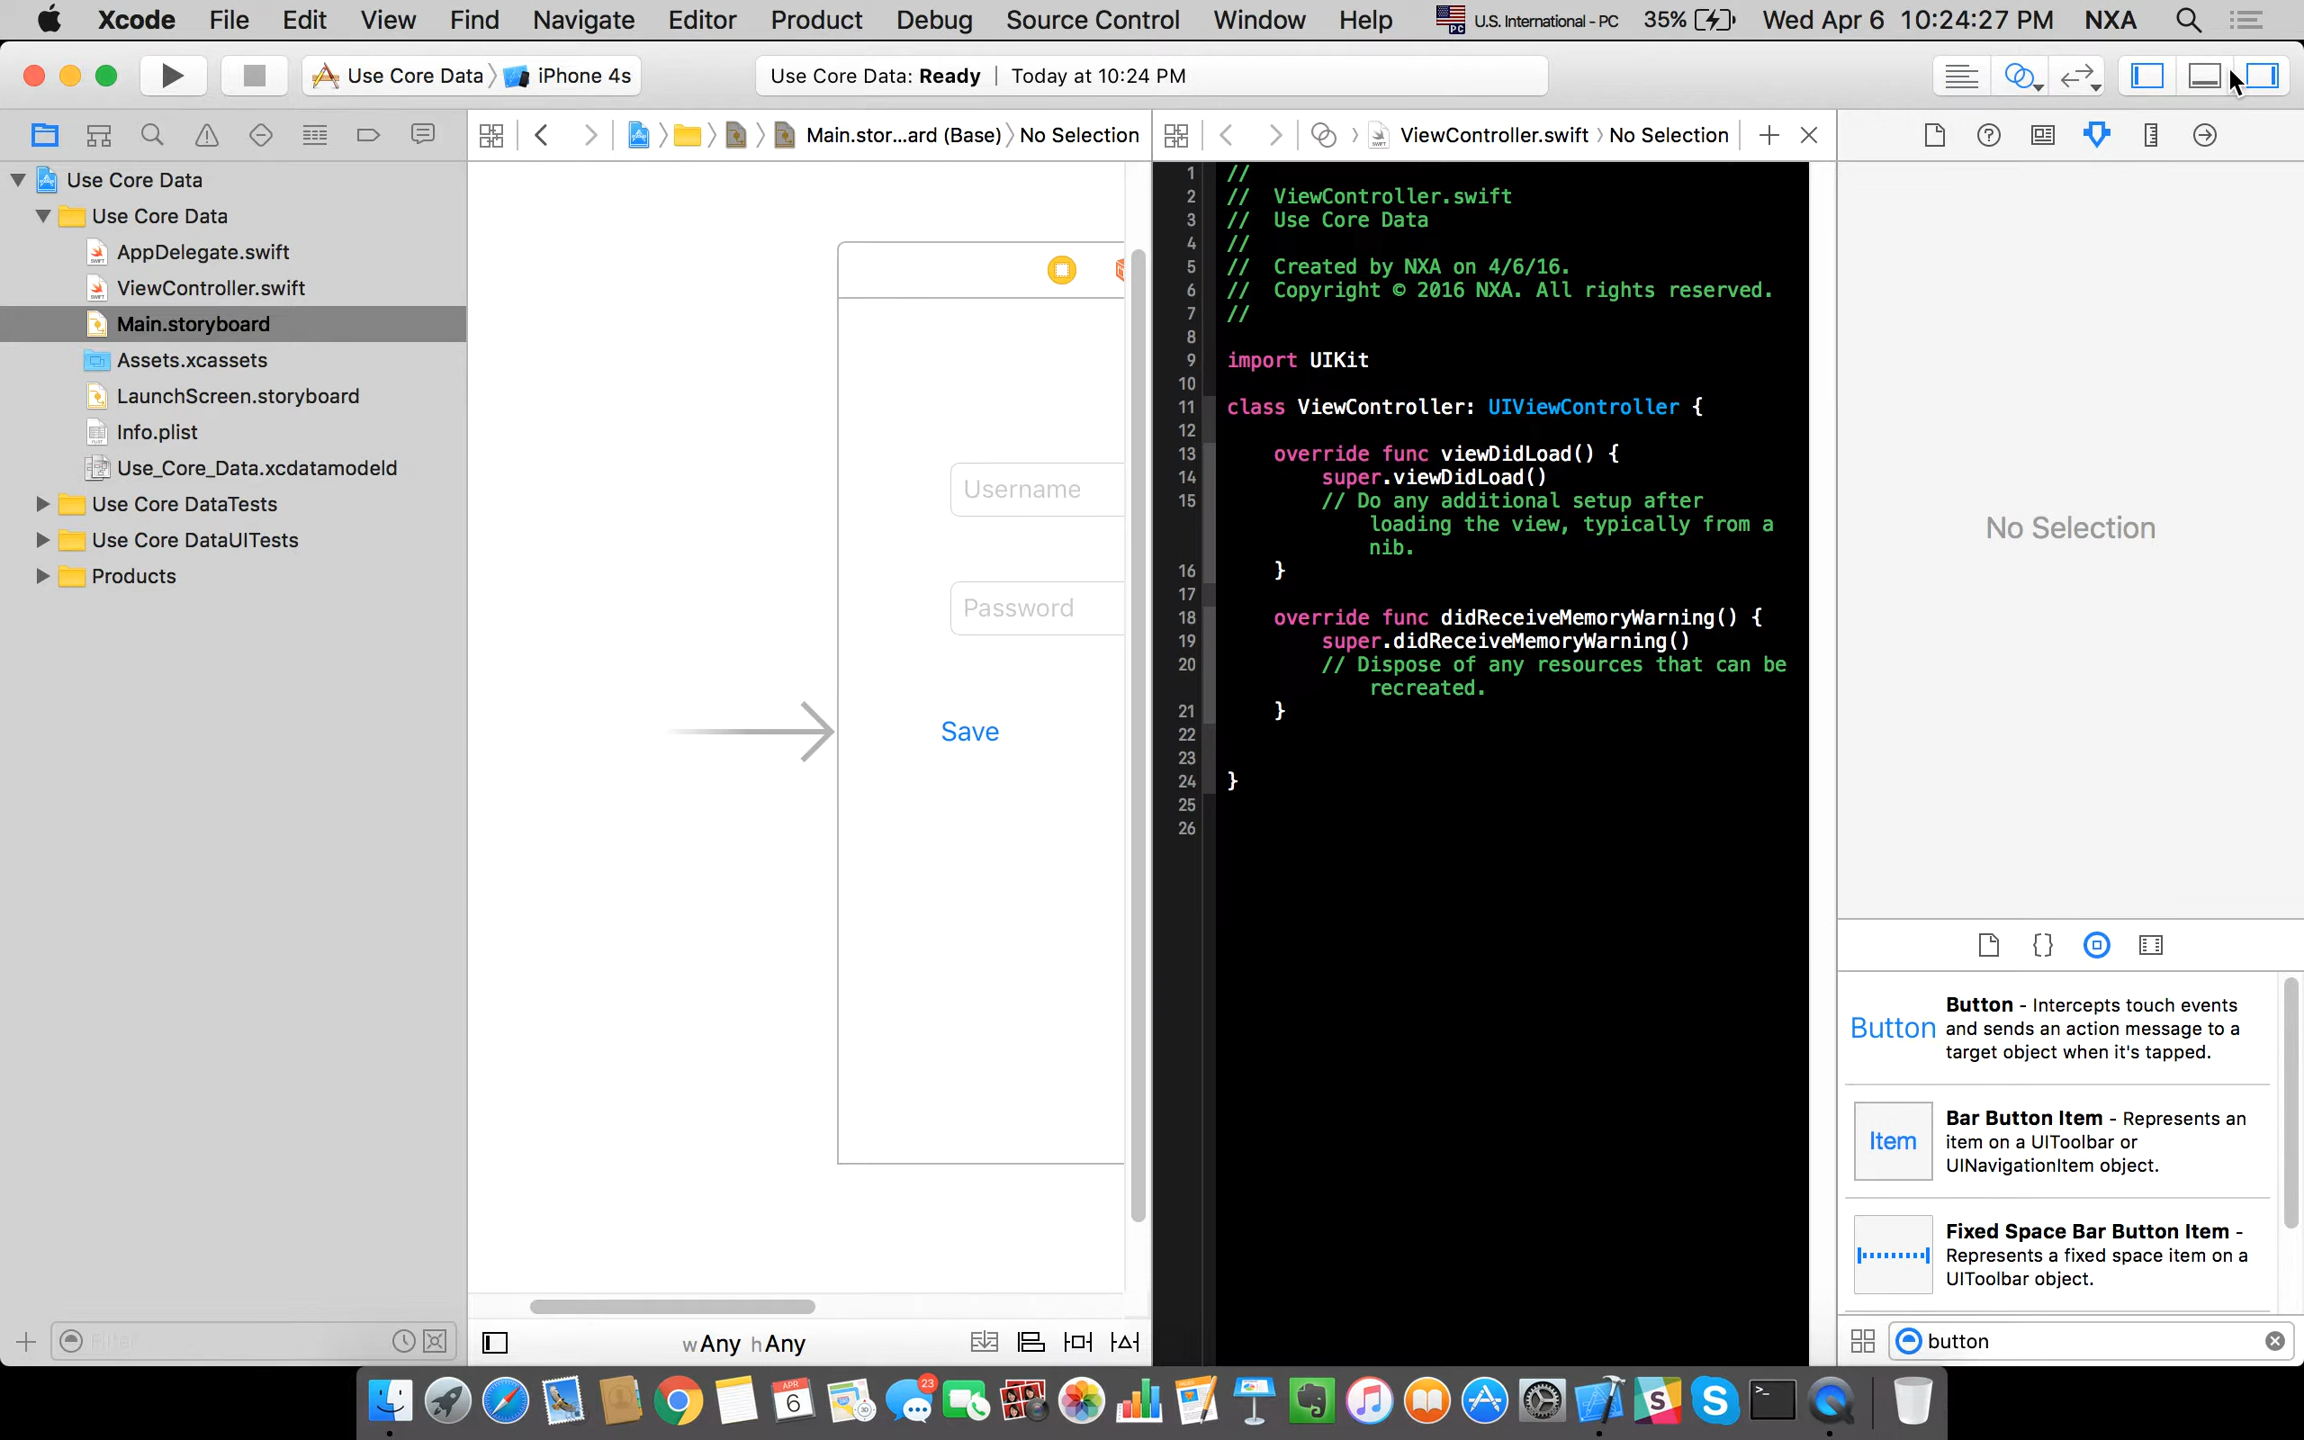 Xcode File Edit View Find Navigate Editor Product Debug Source Control Window Help U.S. International - PC 35% Wed Apr 6 10:24:27 PM NXA
Use Core Data iPhone 4s
Use Core Data: Ready | Today at 10:24 PM
Main.stor...ard (Base) No Selection
ViewController.swift No Selection
Use Core Data
Use Core Data
AppDelegate.swift
ViewController.swift
Main.storyboard
Assets.xcassets
LaunchScreen.storyboard
Info.plist
Use_Core_Data.xcdatamodeld
Use Core DataTests
Use Core DataUITests
Products
Filter
Username
Password
Save
wAny hAny
1 //
2 // ViewController.swift
3 // Use Core Data
4 //
5 // Created by NXA on 4/6/16.
6 // Copyright © 2016 NXA. All rights reserved.
7 //
8
9 import UIKit
10
11 class ViewController: UIViewController {
12
13 override func viewDidLoad() {
14 super.viewDidLoad()
15 // Do any additional setup after
loading the view, typically from a
nib.
16 }
17
18 override func didReceiveMemoryWarning() {
19 super.didReceiveMemoryWarning()
20 // Dispose of any resources that can be
recreated.
21 }
22
23
24 }
25
26
No Selection
Button
Button - Intercepts touch events
and sends an action message to a
target object when it's tapped.
Item
Bar Button Item - Represents an
item on a UIToolbar or
UINavigationItem object.
Fixed Space Bar Button Item -
Represents a fixed space item on a
UIToolbar object.
button
APR
6
23